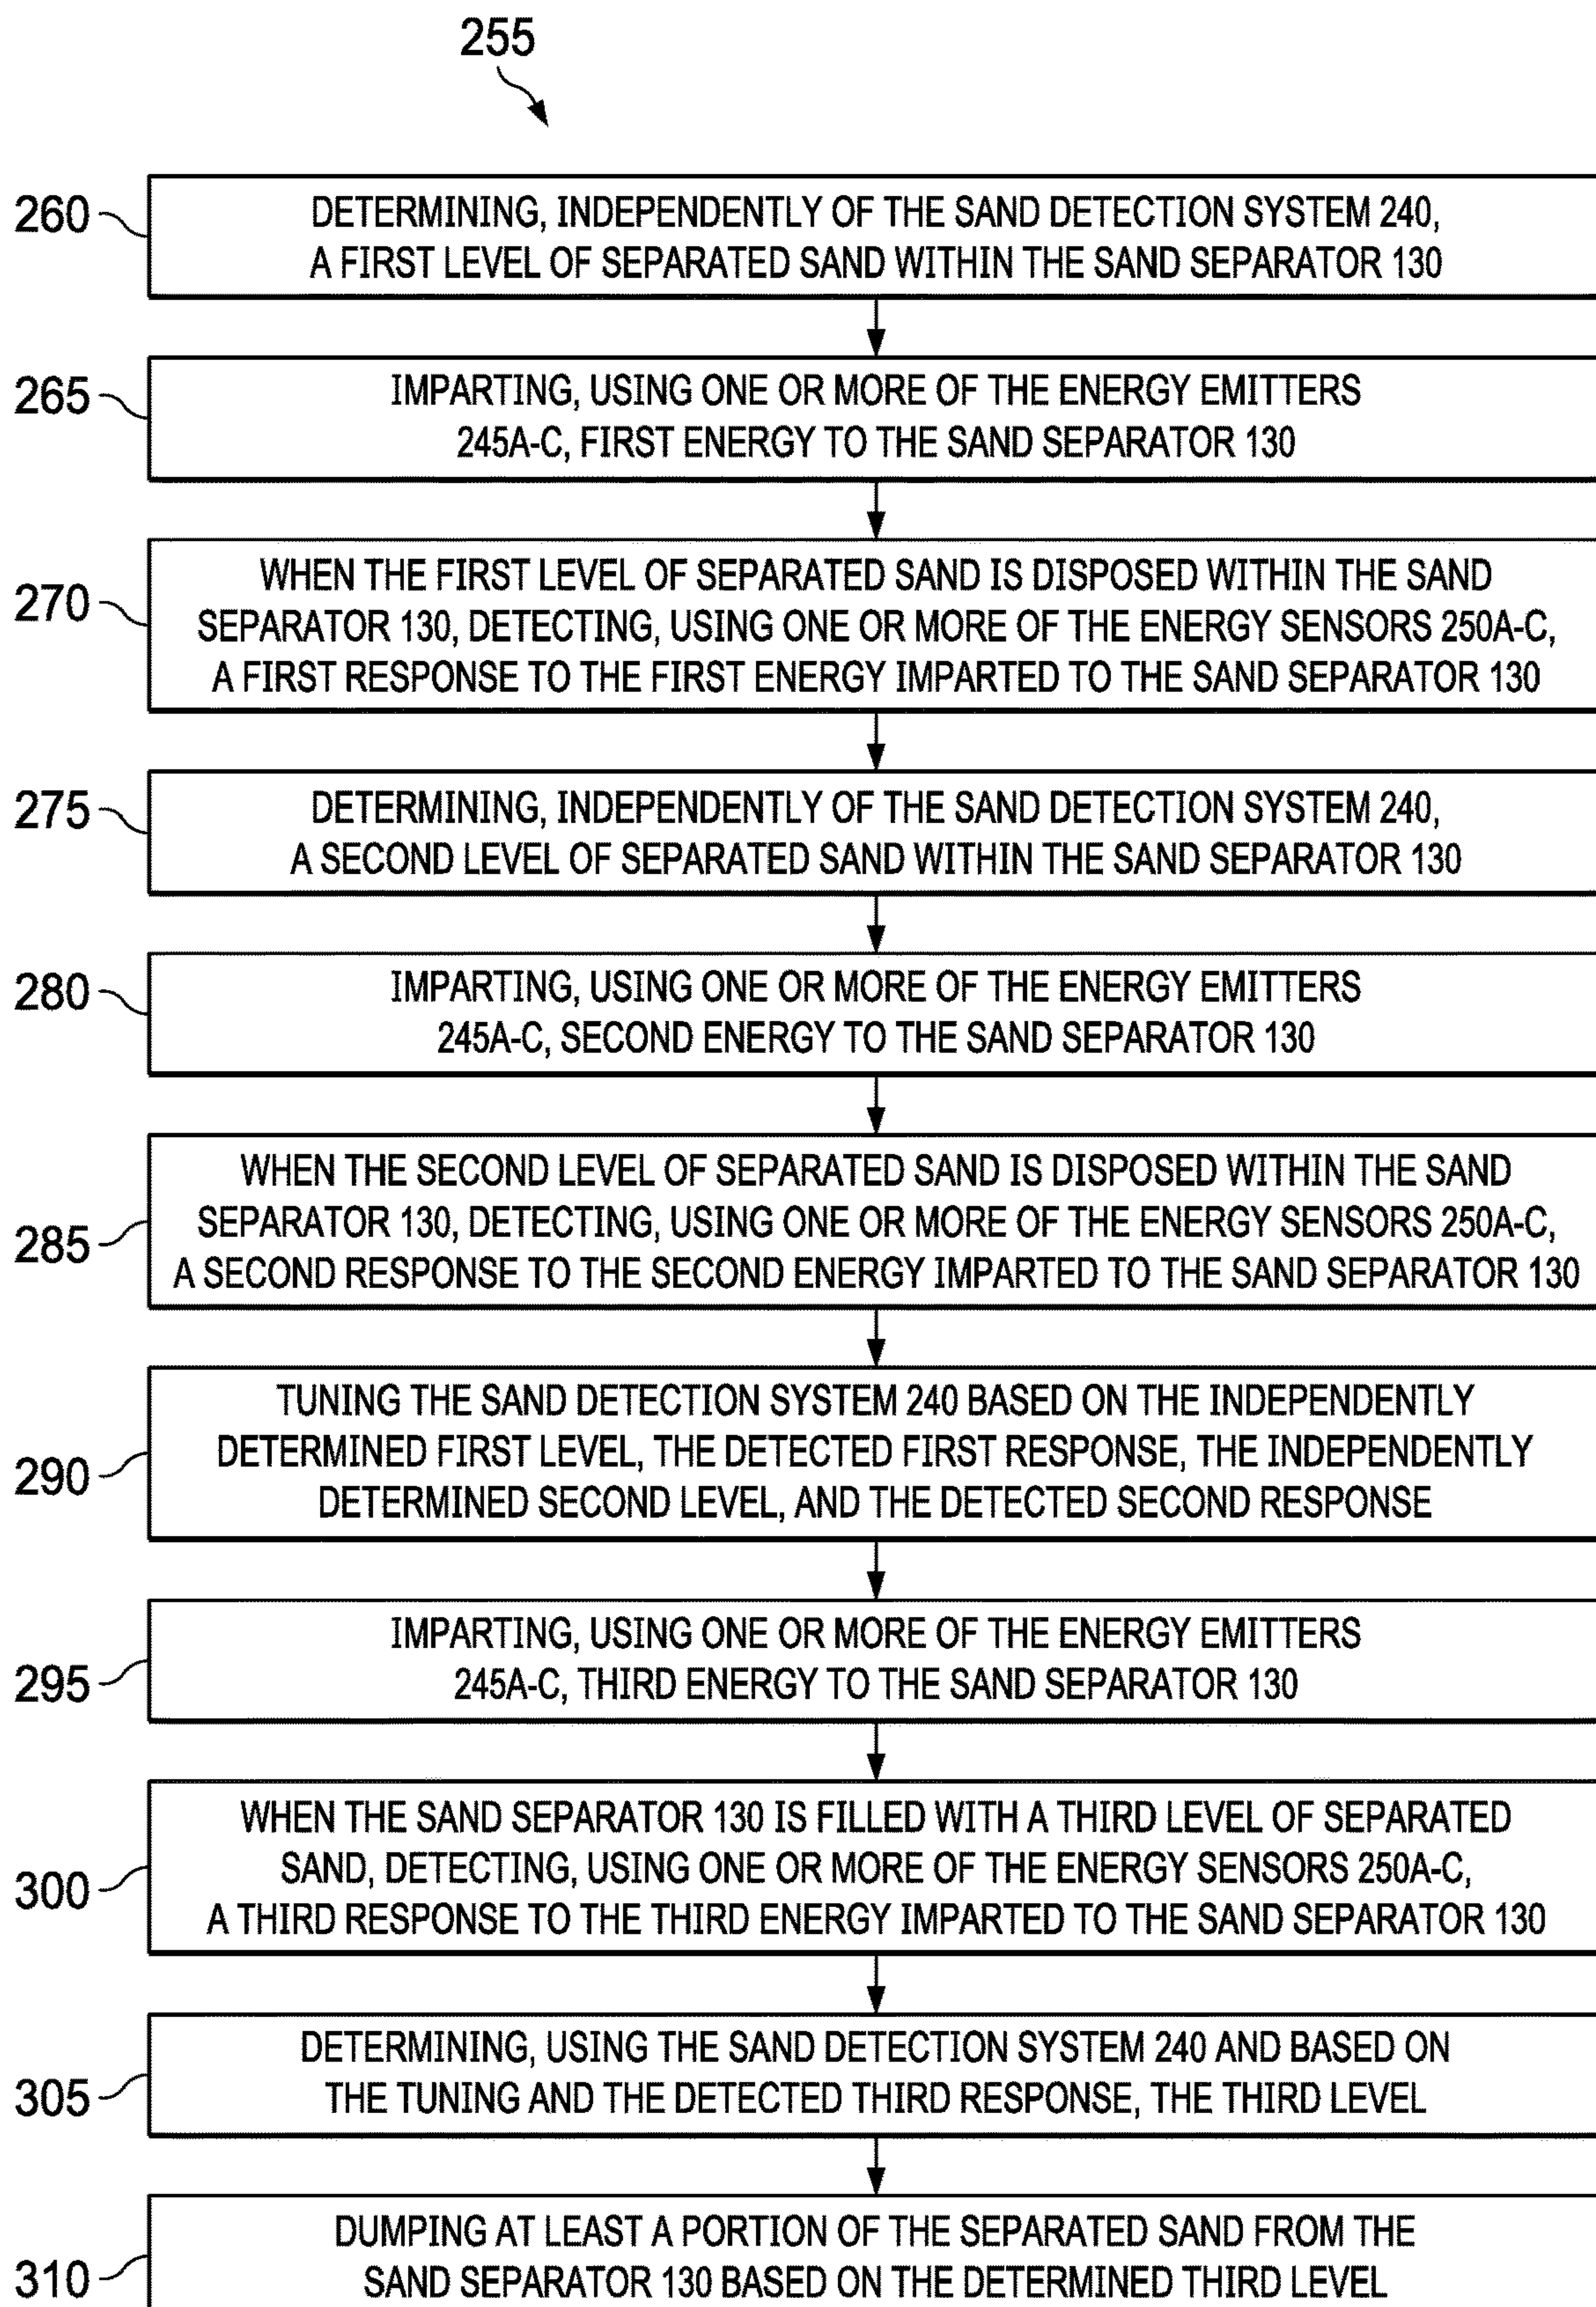 255
260
DETERMINING, INDEPENDENTLY OF THE SAND DETECTION SYSTEM 240,
A FIRST LEVEL OF SEPARATED SAND WITHIN THE SAND SEPARATOR 130
265
IMPARTING, USING ONE OR MORE OF THE ENERGY EMITTERS
245A-C, FIRST ENERGY TO THE SAND SEPARATOR 130
270
WHEN THE FIRST LEVEL OF SEPARATED SAND IS DISPOSED WITHIN THE SAND
SEPARATOR 130, DETECTING, USING ONE OR MORE OF THE ENERGY SENSORS 250A-C,
A FIRST RESPONSE TO THE FIRST ENERGY IMPARTED TO THE SAND SEPARATOR 130
275
DETERMINING, INDEPENDENTLY OF THE SAND DETECTION SYSTEM 240,
A SECOND LEVEL OF SEPARATED SAND WITHIN THE SAND SEPARATOR 130
280
IMPARTING, USING ONE OR MORE OF THE ENERGY EMITTERS
245A-C, SECOND ENERGY TO THE SAND SEPARATOR 130
285
WHEN THE SECOND LEVEL OF SEPARATED SAND IS DISPOSED WITHIN THE SAND
SEPARATOR 130, DETECTING, USING ONE OR MORE OF THE ENERGY SENSORS 250A-C,
A SECOND RESPONSE TO THE SECOND ENERGY IMPARTED TO THE SAND SEPARATOR 130
290
TUNING THE SAND DETECTION SYSTEM 240 BASED ON THE INDEPENDENTLY
DETERMINED FIRST LEVEL, THE DETECTED FIRST RESPONSE, THE INDEPENDENTLY
DETERMINED SECOND LEVEL, AND THE DETECTED SECOND RESPONSE
295
IMPARTING, USING ONE OR MORE OF THE ENERGY EMITTERS
245A-C, THIRD ENERGY TO THE SAND SEPARATOR 130
300
WHEN THE SAND SEPARATOR 130 IS FILLED WITH A THIRD LEVEL OF SEPARATED
SAND, DETECTING, USING ONE OR MORE OF THE ENERGY SENSORS 250A-C,
A THIRD RESPONSE TO THE THIRD ENERGY IMPARTED TO THE SAND SEPARATOR 130
305
DETERMINING, USING THE SAND DETECTION SYSTEM 240 AND BASED ON
THE TUNING AND THE DETECTED THIRD RESPONSE, THE THIRD LEVEL
310
DUMPING AT LEAST A PORTION OF THE SEPARATED SAND FROM THE
SAND SEPARATOR 130 BASED ON THE DETERMINED THIRD LEVEL